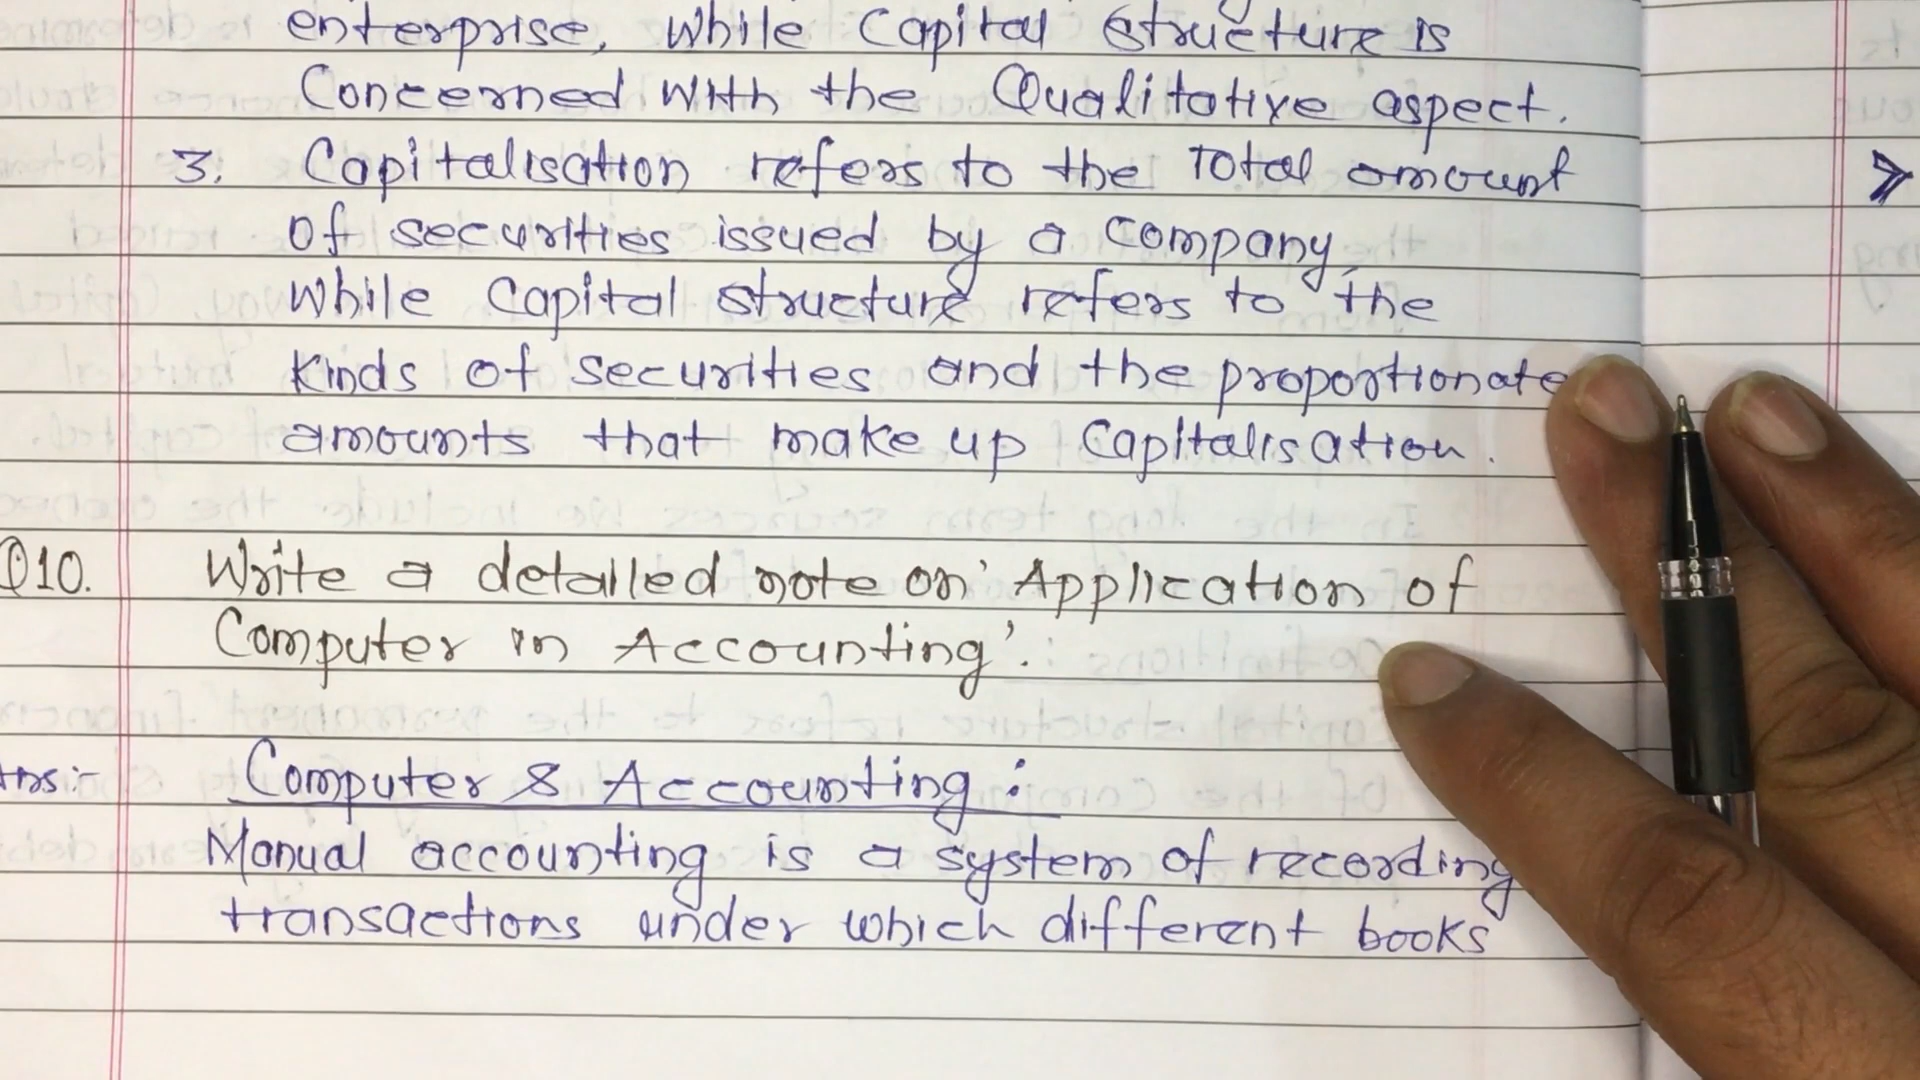 enterprise, While Capital structure is
Concerned with the Qualitative aspect.
3. Capitalisation refers to the Total amount
Of securities issued by a Company,
While Capital structure refers to the
Kinds of securities and the proportionate
amounts that make up Capitalisation.
Q10. Write a detailed note on 'Application of
Computer in Accounting'.
Ans:- Computer & Accounting :
Manual accounting is a system of recording
transactions under which different books